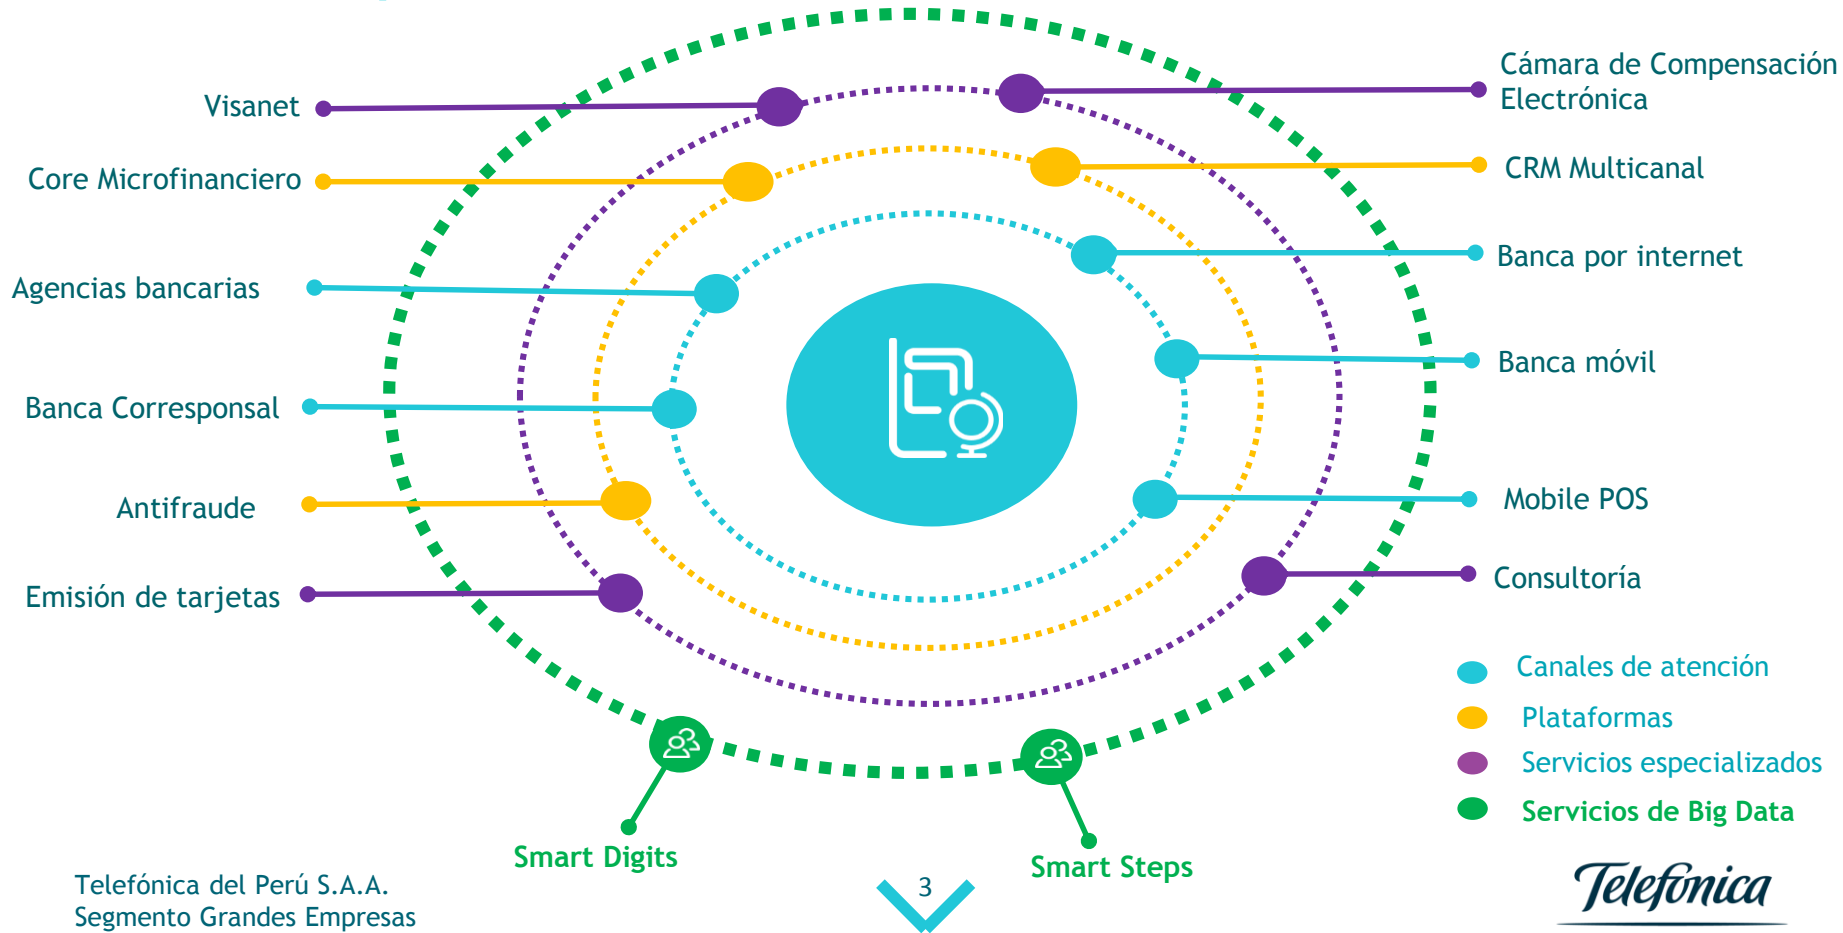 Visanet
Core Microfinanciero
Agencias bancarias
Banca Corresponsal
Antifraude
Emisión de tarjetas
Cámara de Compensación
Electrónica
CRM Multicanal
Banca por internet
Banca móvil
Mobile POS
Consultoría
Canales de atención
Plataformas
Servicios especializados
Servicios de Big Data
Smart Digits
Smart Steps
Telefónica del Perú S.A.A.
Segmento Grandes Empresas
3
Telefónica